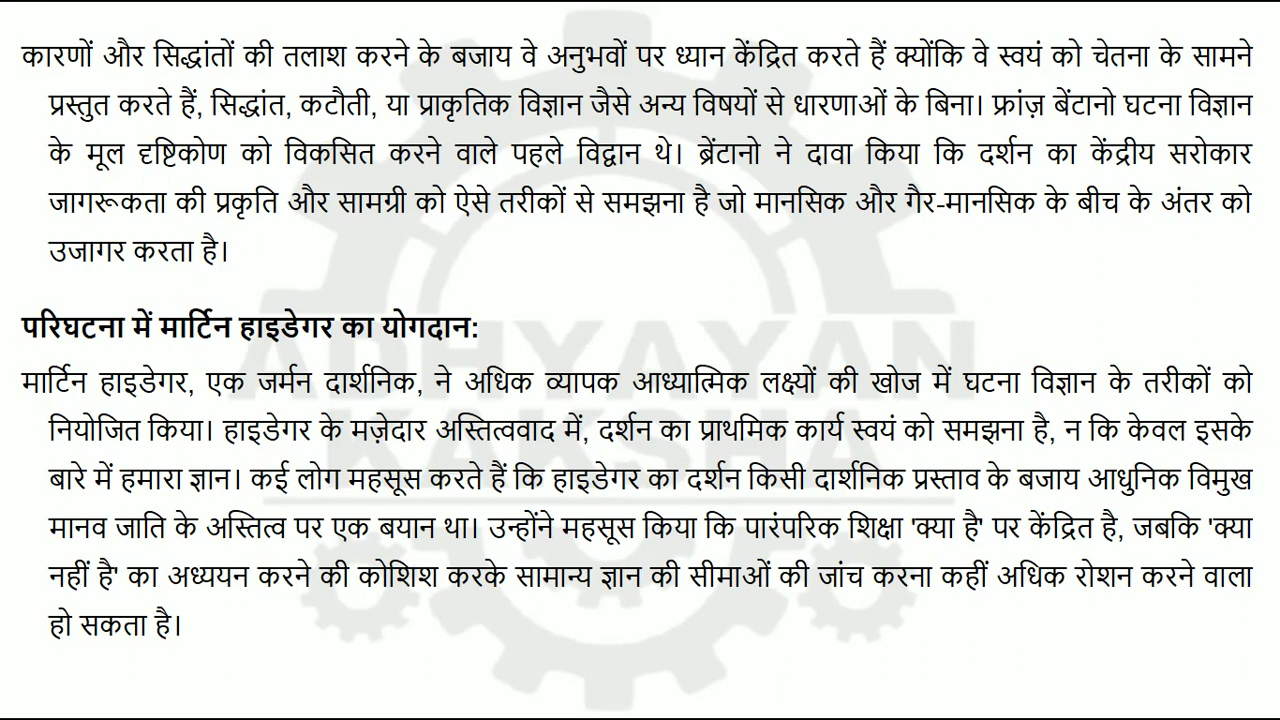 कारणों और सिद्धांतों की तलाश करने के बजाय वे अनुभवों पर ध्यान केंद्रित करते हैं क्योंकि वे स्वयं को चेतना के सामने
प्रस्तुत करते हैं, सिद्धांत, कटौती, या प्राकृतिक विज्ञान जैसे अन्य विषयों से धारणाओं के बिना। फ्रांज़ बेंटानो घटना विज्ञान
के मूल दृष्टिकोण को विकसित करने वाले पहले विद्वान थे। ब्रेंटानो ने दावा किया कि दर्शन का केंद्रीय सरोकार
जागरूकता की प्रकृति और सामग्री को ऐसे तरीकों से समझना है जो मानसिक और गैर-मानसिक के बीच के अंतर को
उजागर करता है।
परिघटना में मार्टिन हाइडेगर का योगदान:
मार्टिन हाइडेगर, एक जर्मन दार्शनिक, ने अधिक व्यापक आध्यात्मिक लक्ष्यों की खोज में घटना विज्ञान के तरीकों को
नियोजित किया। हाइडेगर के मज़ेदार अस्तित्ववाद में, दर्शन का प्राथमिक कार्य स्वयं को समझना है, न कि केवल इसके
बारे में हमारा ज्ञान। कई लोग महसूस करते हैं कि हाइडेगर का दर्शन किसी दार्शनिक प्रस्ताव के बजाय आधुनिक विमुख
मानव जाति के अस्तित्व पर एक बयान था। उन्होंने महसूस किया कि पारंपरिक शिक्षा 'क्या है' पर केंद्रित है, जबकि 'क्या
नहीं है' का अध्ययन करने की कोशिश करके सामान्य ज्ञान की सीमाओं की जांच करना कहीं अधिक रोशन करने वाला
हो सकता है।
ADHYAYAN
KAKSHA